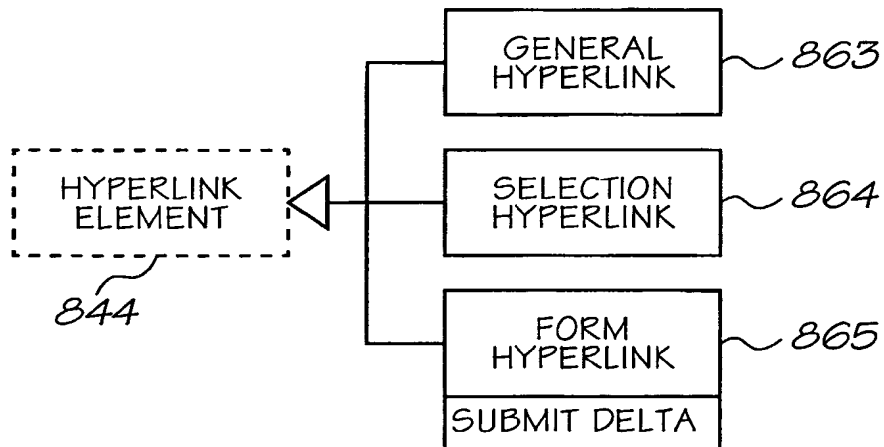 GENERAL
HYPERLINK
863
HYPERLINK
ELEMENT
844
SELECTION
HYPERLINK
864
FORM
HYPERLINK
865
SUBMIT DELTA